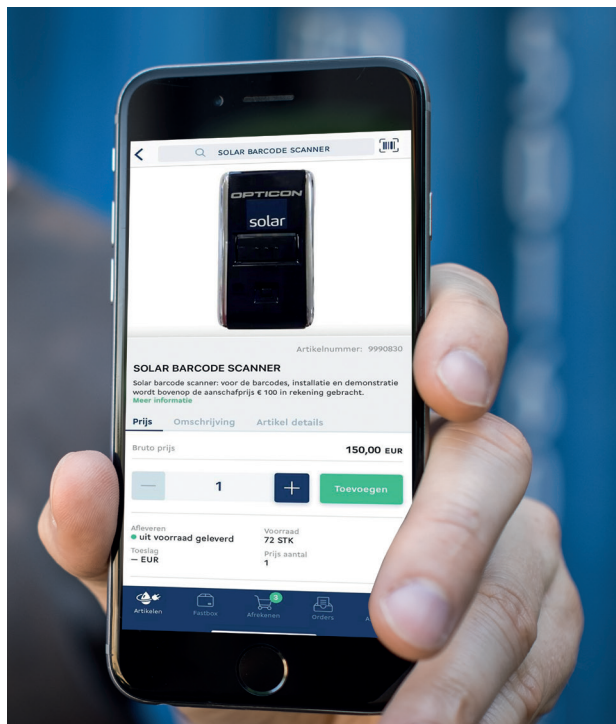 SOLAR BARCODE SCANNER
OPTICON
solar
Artikelnummer: 9990830
SOLAR BARCODE SCANNER
Solar barcode scanner: voor de barcodes, installatie en demonstratie
wordt bovenop de aanschafprijs € 100 in rekening gebracht.
Meer informatie
Prijs Omschrijving Artikel details
Bruto prijs 150,00 EUR
— 1 + Toevoegen
Afleveren Voorraad
uit voorraad geleverd 72 STK
Toeslag Prijs aantal
— EUR 1
3
Artikelen Fastbox Afrekenen Orders